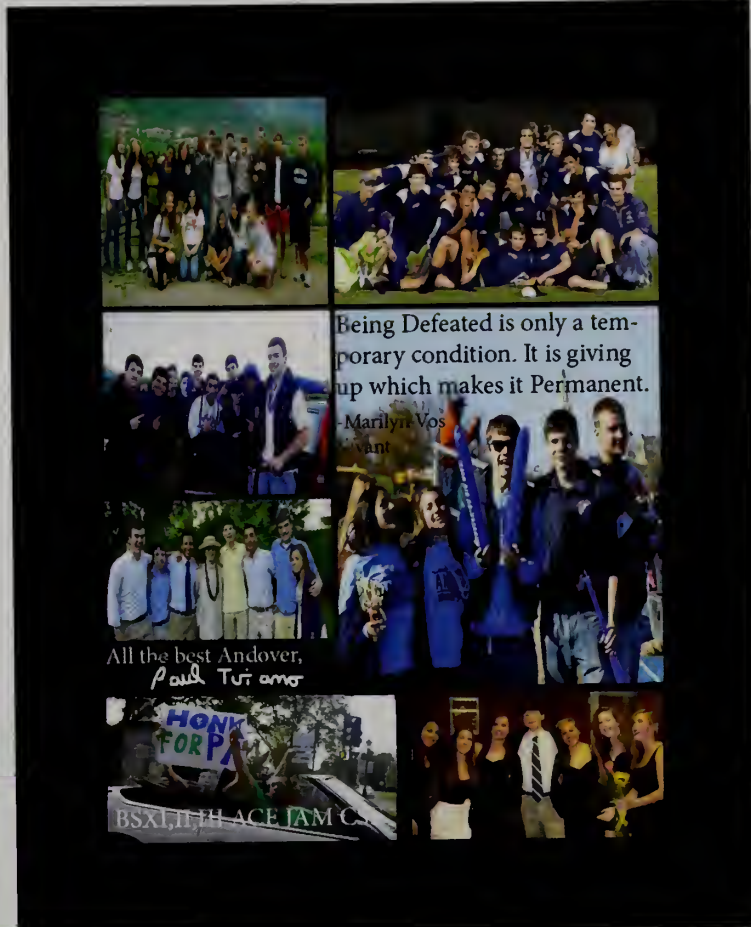 Being Defeated is only a tem-
porary condition. It is giving
up which makes it Permanent.
-Marilyn Vos
Savant
All the best Andover,
Paul
HONK
FOR PA
BSXI,II,III ACE JAM